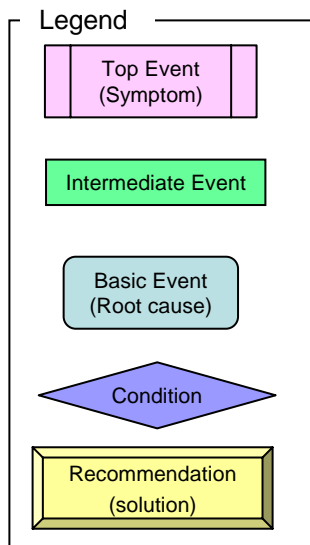 Legend
Top Event
(Symptom)
Intermediate Event
Basic Event
(Root cause)
Condition
Recommendation
(solution)